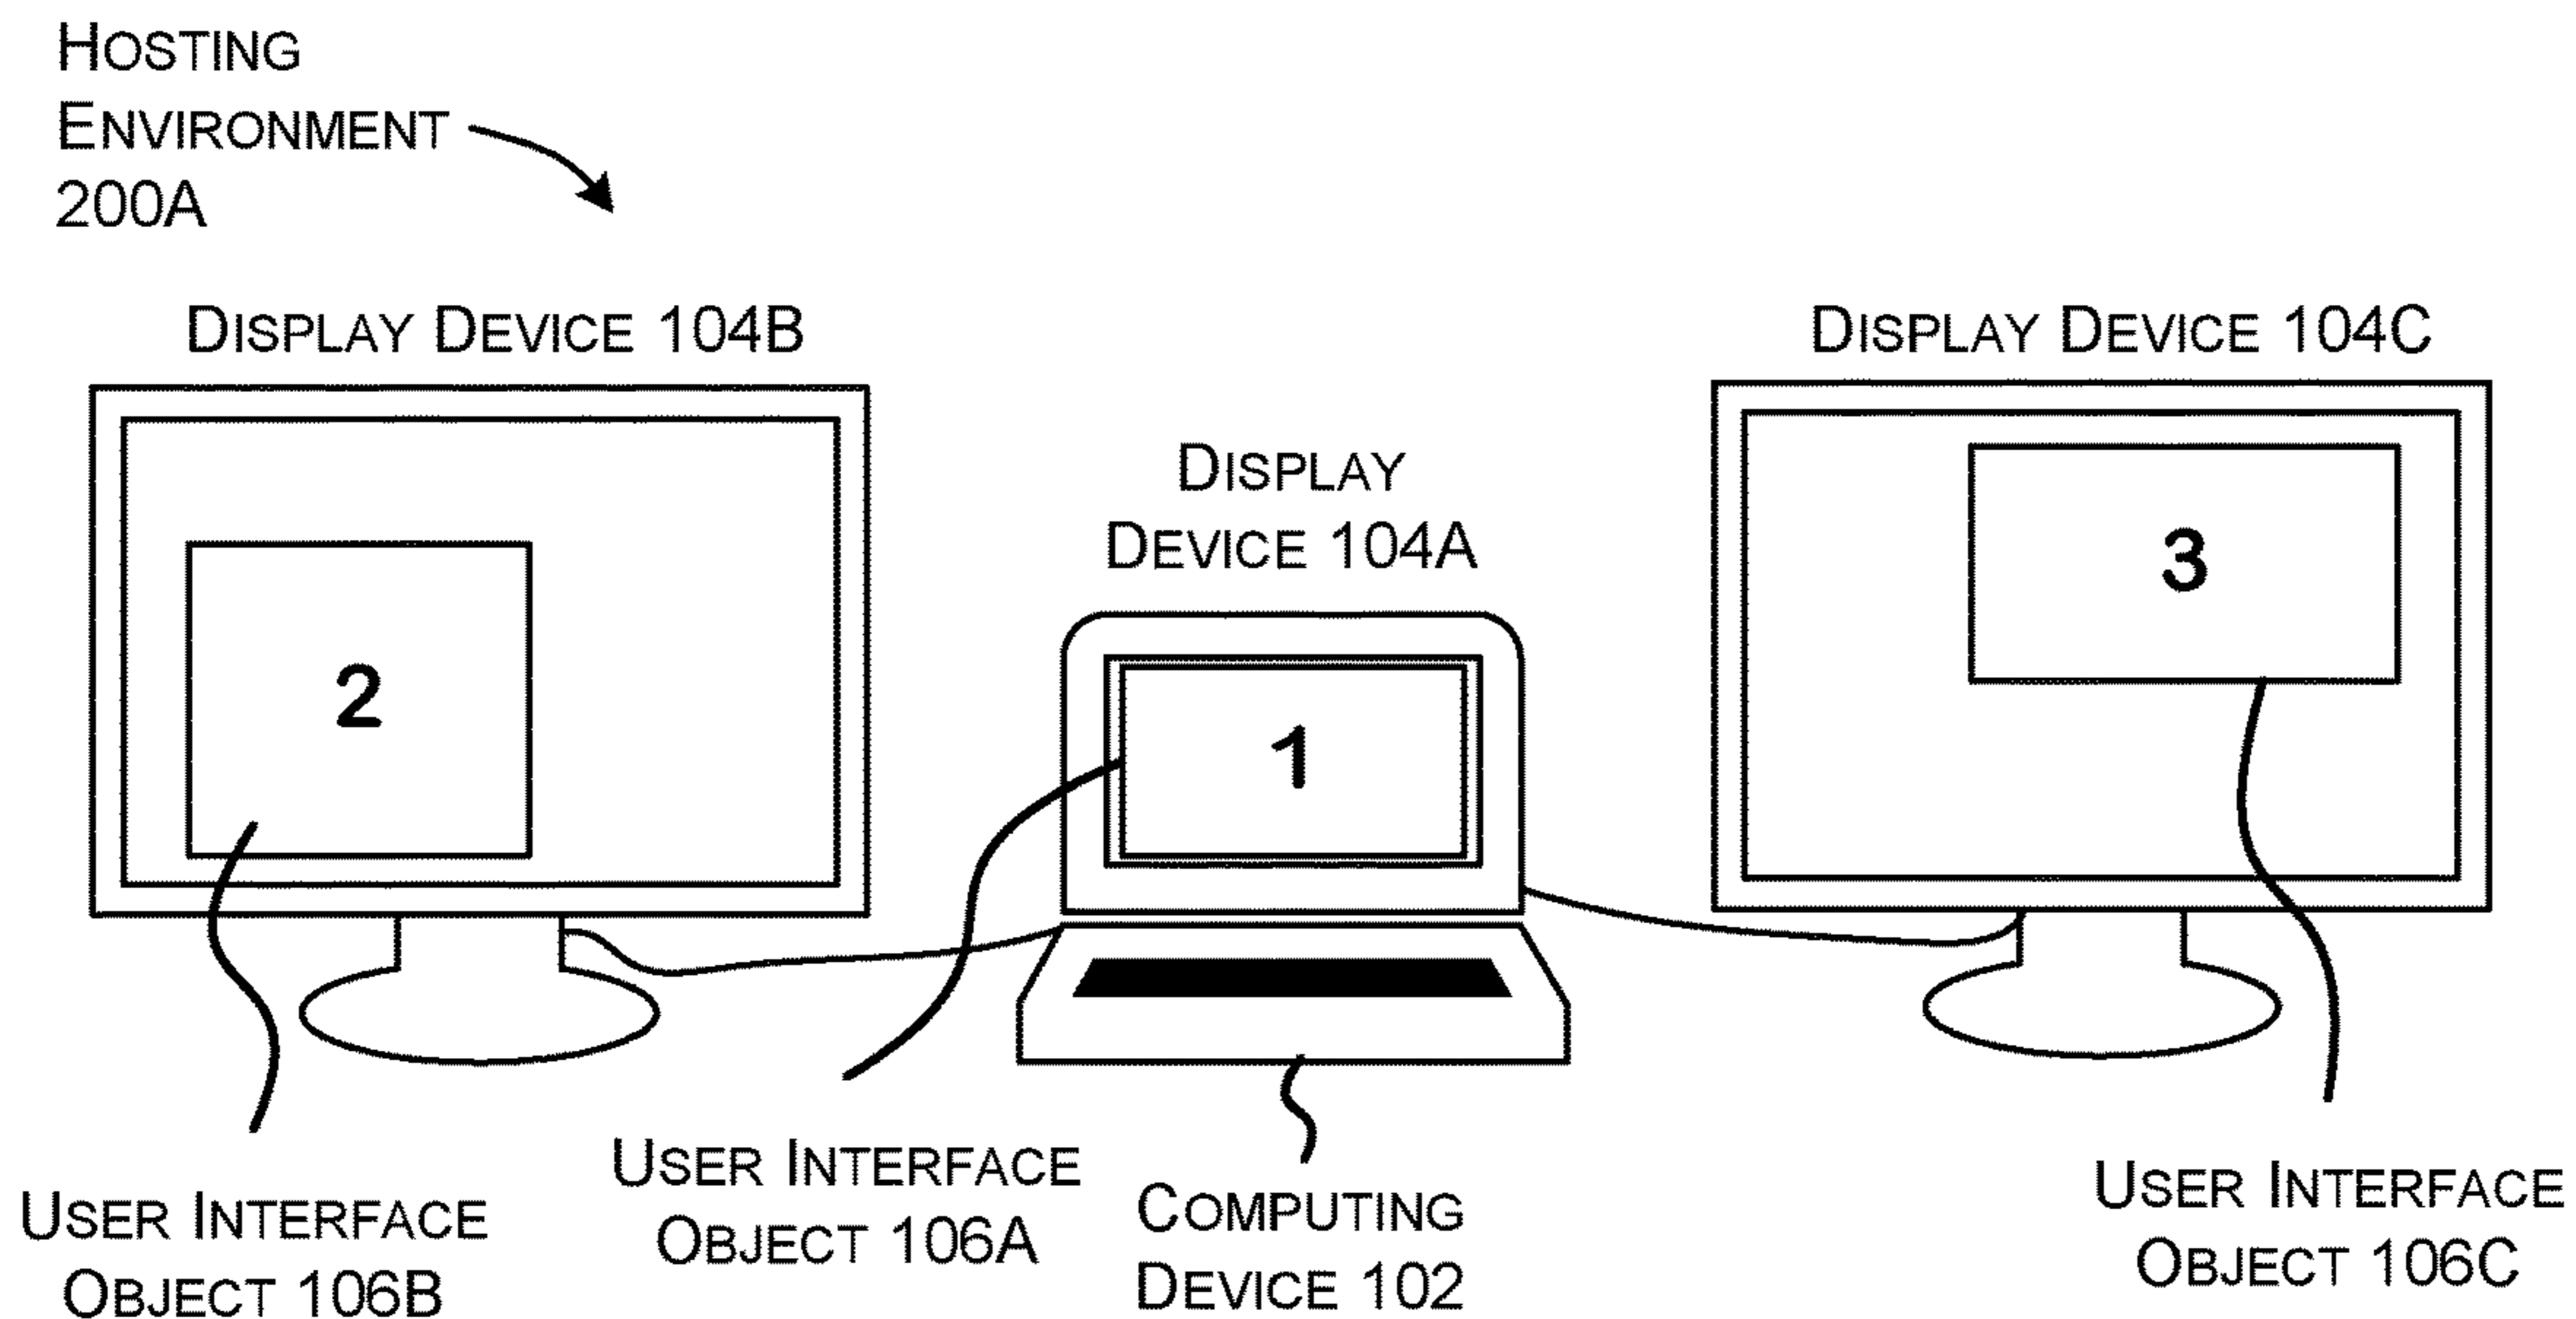 HOSTING
ENVIRONMENT
200A
DISPLAY DEVICE 104B
DISPLAY DEVICE 104C
DISPLAY
DEVICE 104A
2
1
3
USER INTERFACE
OBJECT 106B
USER INTERFACE
OBJECT 106A
COMPUTING
DEVICE 102
USER INTERFACE
OBJECT 106C